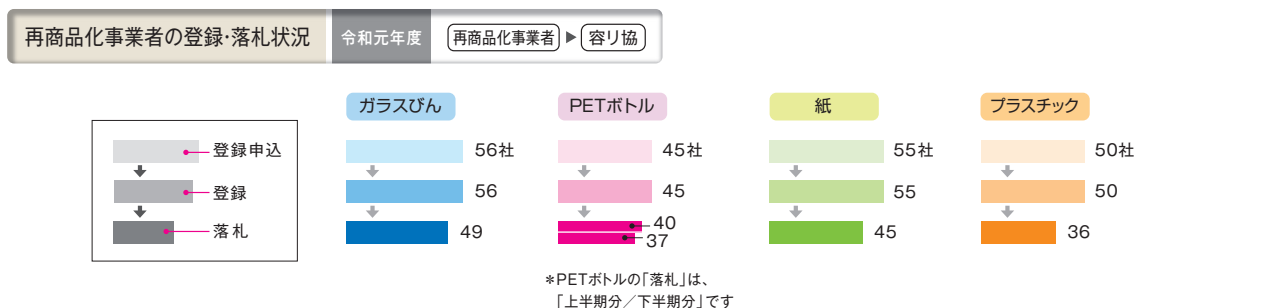 再商品化事業者の登録・落札状況 令和元年度 再商品化事業者 ▶ 容リ協
登録申込
登録
落札
ガラスびん
56社
56
49
PETボトル
45社
45
40
37
＊PETボトルの「落札」は、
「上半期分／下半期分」です
紙
55社
55
45
プラスチック
50社
50
36